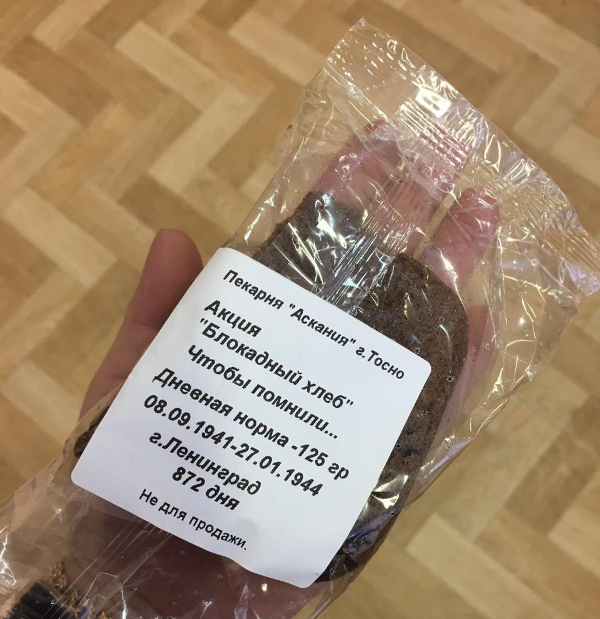 Пекарня "Аскания" г.Тосно
Акция
"Блокадный хлеб"
Чтобы помнили...
Дневная норма -125 гр
08.09.1941-27.01.1944
г.Ленинград
872 дня
Не для продажи.